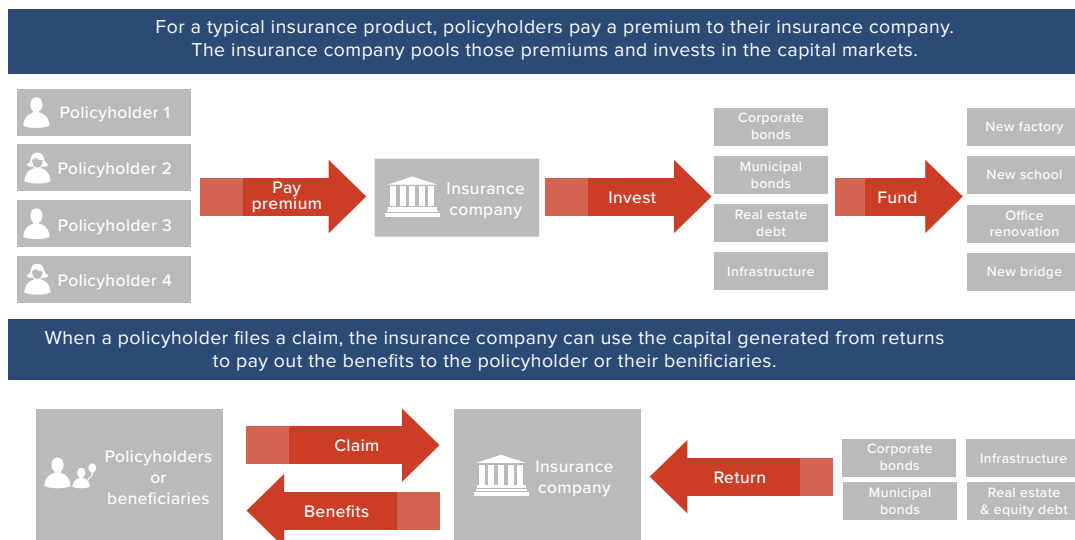 For a typical insurance product, policyholders pay a premium to their insurance company.
The insurance company pools those premiums and invests in the capital markets.
Policyholder 1
Policyholder 2
Policyholder 3
Policyholder 4
Pay
premium
Insurance
company
Invest
Corporate
bonds
Municipal
bonds
Real estate
debt
Infrastructure
Fund
New factory
New school
Office
renovation
New bridge
When a policyholder files a claim, the insurance company can use the capital generated from returns
to pay out the benefits to the policyholder or their benificiaries.
Policyholders
or
beneficiaries
Claim
Benefits
Insurance
company
Return
Corporate
bonds
Infrastructure
Municipal
bonds
Real estate
& equity debt